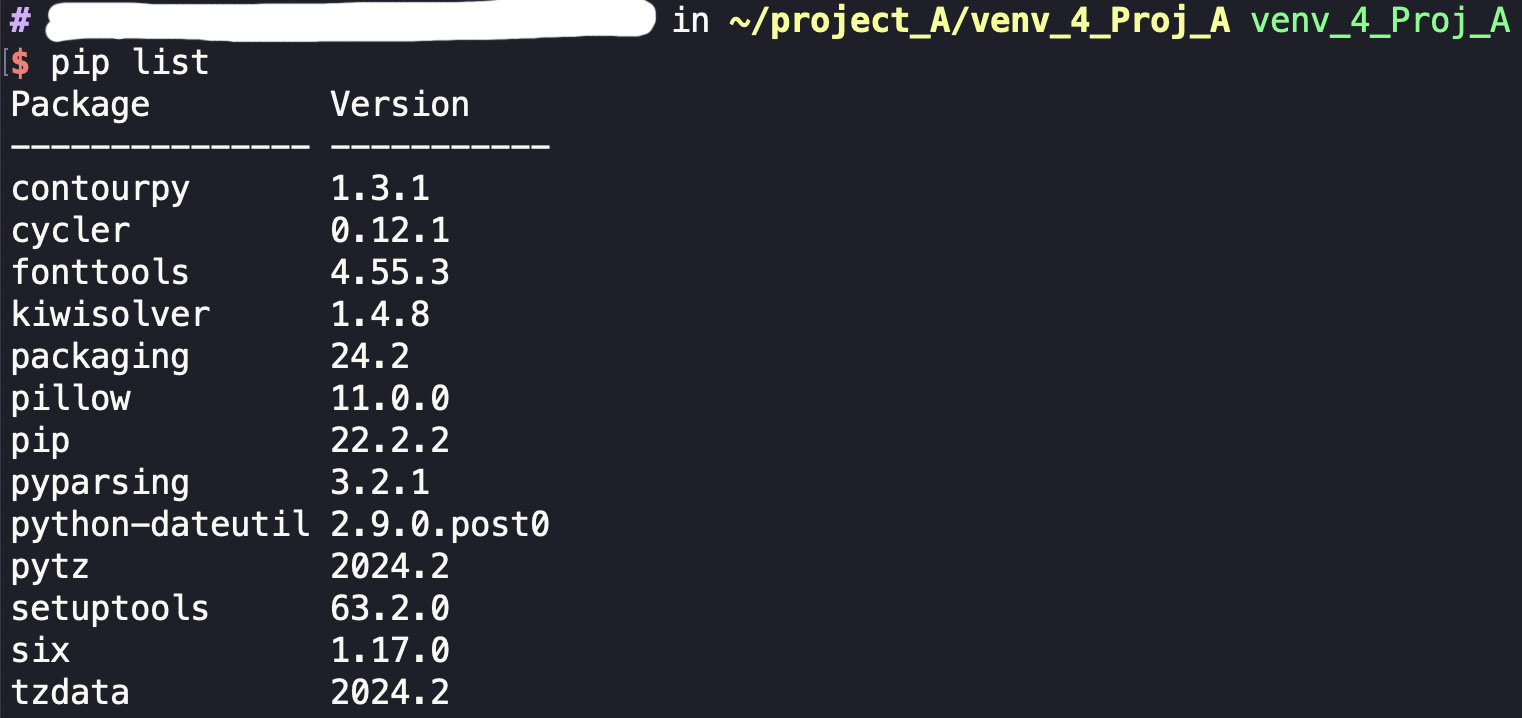 # in ~/project_A/venv_4_Proj_A venv_4_Proj_A
[$ pip list
Package Version
--------------- -----------
contourpy 1.3.1
cycler 0.12.1
fonttools 4.55.3
kiwisolver 1.4.8
packaging 24.2
pillow 11.0.0
pip 22.2.2
pyparsing 3.2.1
python-dateutil 2.9.0.post0
pytz 2024.2
setuptools 63.2.0
six 1.17.0
tzdata 2024.2